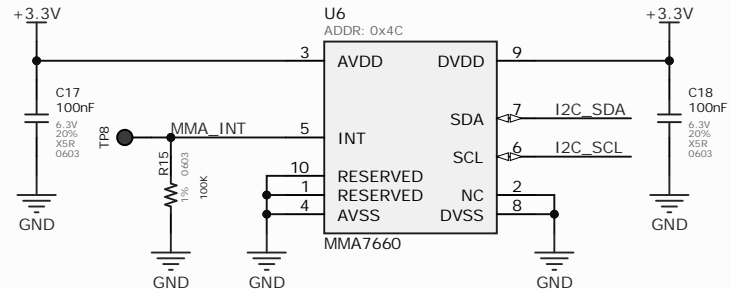 +3.3V
U6
ADDR: 0x4C
+3.3V
3
AVDD
DVDD
9
C17
100nF
6.3V
20%
X5R
0603
C18
100nF
6.3V
20%
X5R
0603
SDA
7
I2C_SDA
TP8
MMA_INT
5
INT
SCL
6
I2C_SCL
R15
1%
0603
100K
10
RESERVED
1
RESERVED
4
AVSS
NC
2
DVSS
8
MMA7660
GND
GND
GND
GND
GND